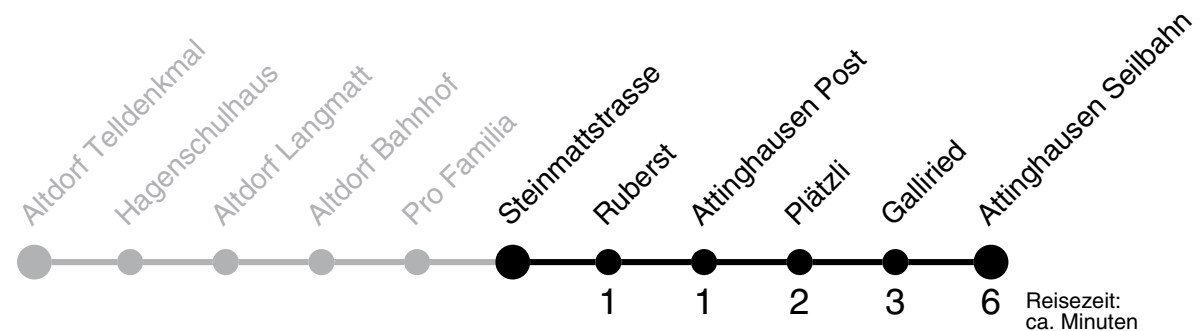 Altdorf Telldenkmal
Hagenschulhaus
Altdorf Langmatt
Altdorf Bahnhof
Pro Familia
Steinmattstrasse
Ruberst
Attinghausen Post
Plätzli
Galliried
Attinghausen Seilbahn
1 1 2 3 6 Reisezeit:
ca. Minuten